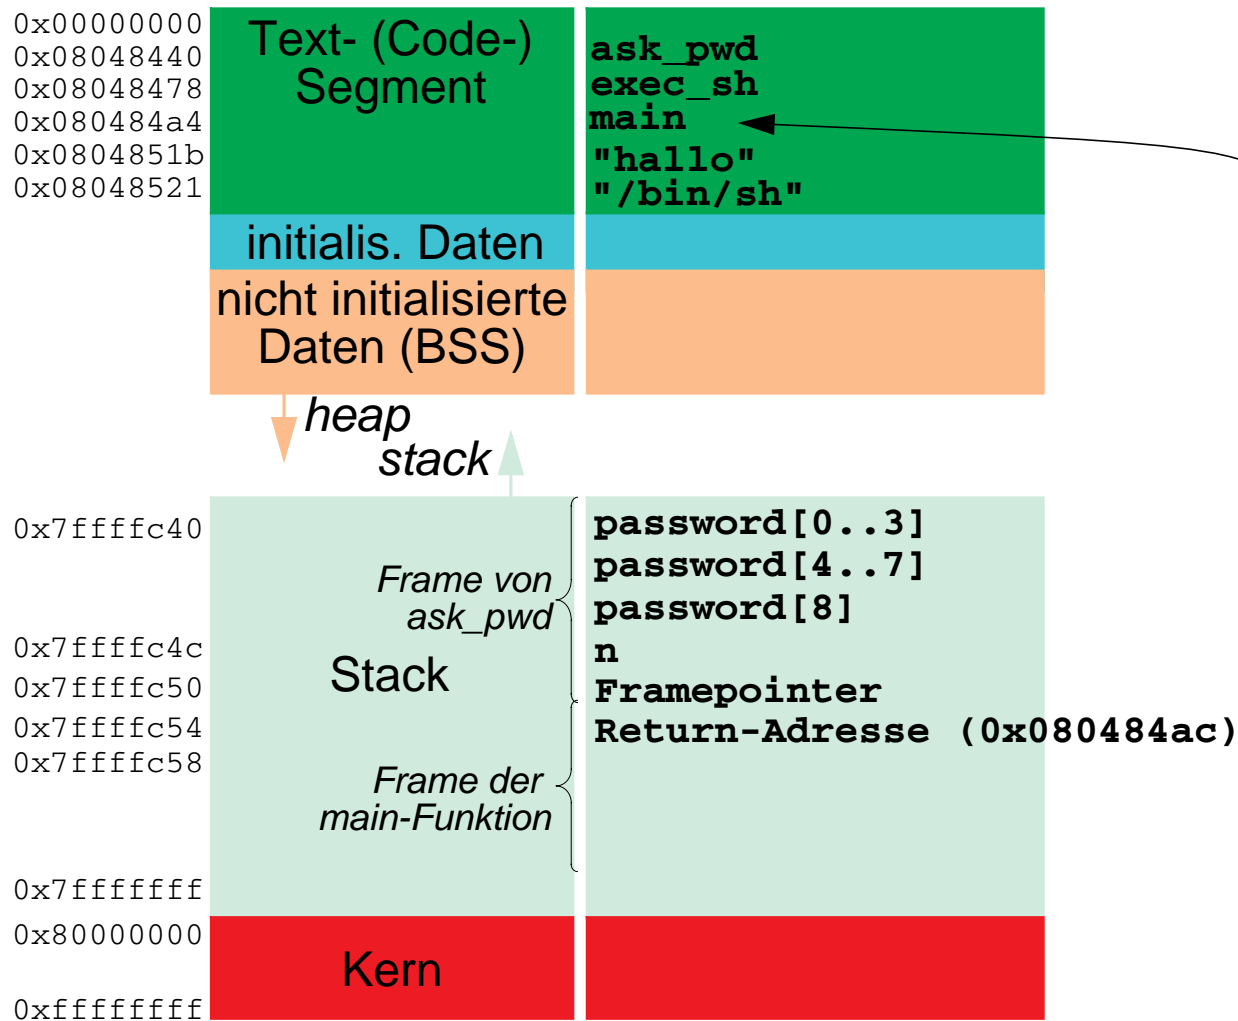 0x00000000
0x08048440
0x08048478
0x080484a4
0x0804851b
0x08048521
Text- (Code-)
Segment
ask_pwd
exec_sh
main
"hallo"
"/bin/sh"
initialis. Daten
nicht initialisierte
Daten (BSS)
heap
stack
0x7ffffc40
0x7ffffc4c
0x7ffffc50
0x7ffffc54
0x7ffffc58
0x7fffffff
Frame von
ask_pwd
Stack
Frame der
main-Funktion
password[0..3]
password[4..7]
password[8]
n
Framepointer
Return-Adresse (0x080484ac)
0x80000000
0xffffffff
Kern